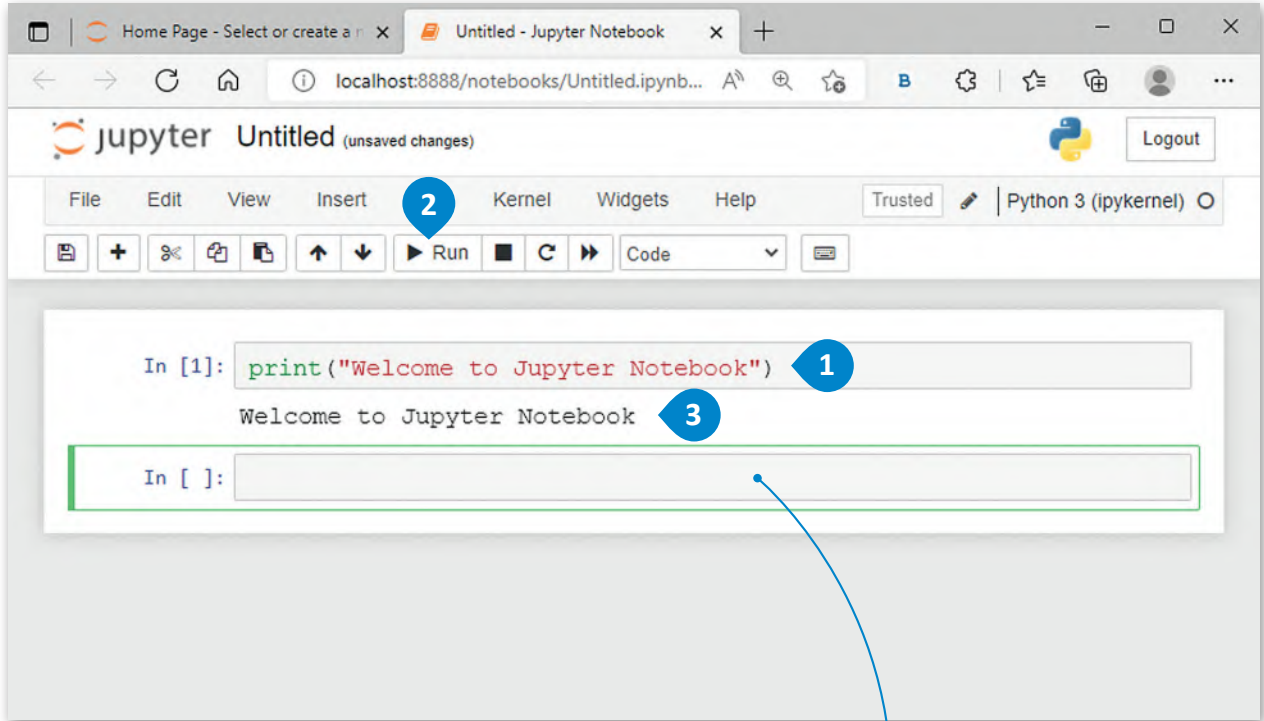 Home Page - Select or create a n
Untitled - Jupyter Notebook
localhost:8888/notebooks/Untitled.ipynb...
B
jupyter Untitled (unsaved changes)
Logout
File Edit View Insert 2 Kernel Widgets Help Trusted Python 3 (ipykernel)
Run Code
In [1]: print("Welcome to Jupyter Notebook") 1
Welcome to Jupyter Notebook 3
In [ ]: